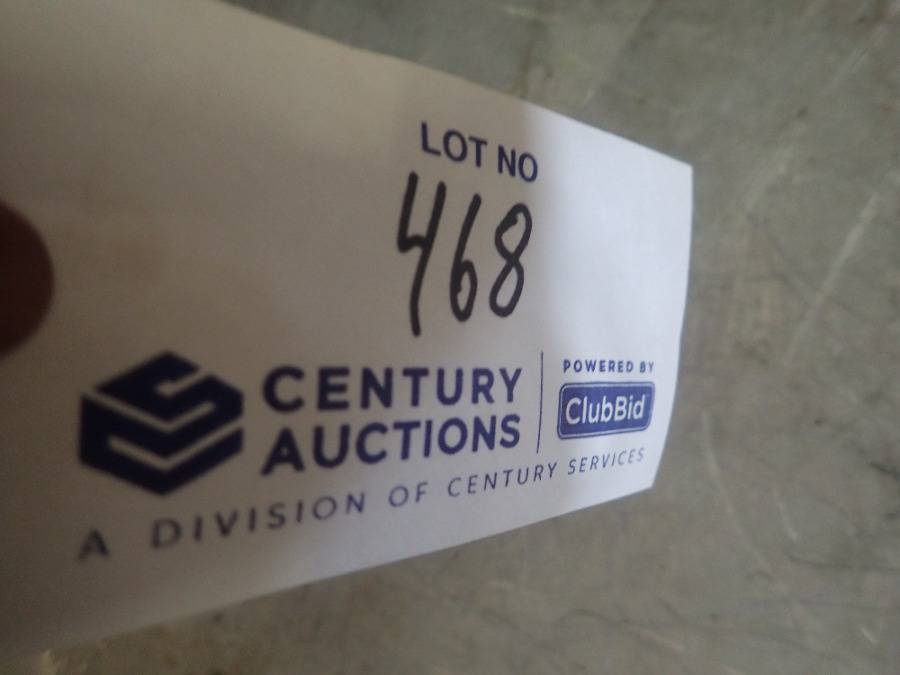 LOT NO
468
CENTURY
AUCTIONS
POWERED BY
ClubBid
A DIVISION OF CENTURY SERVICES